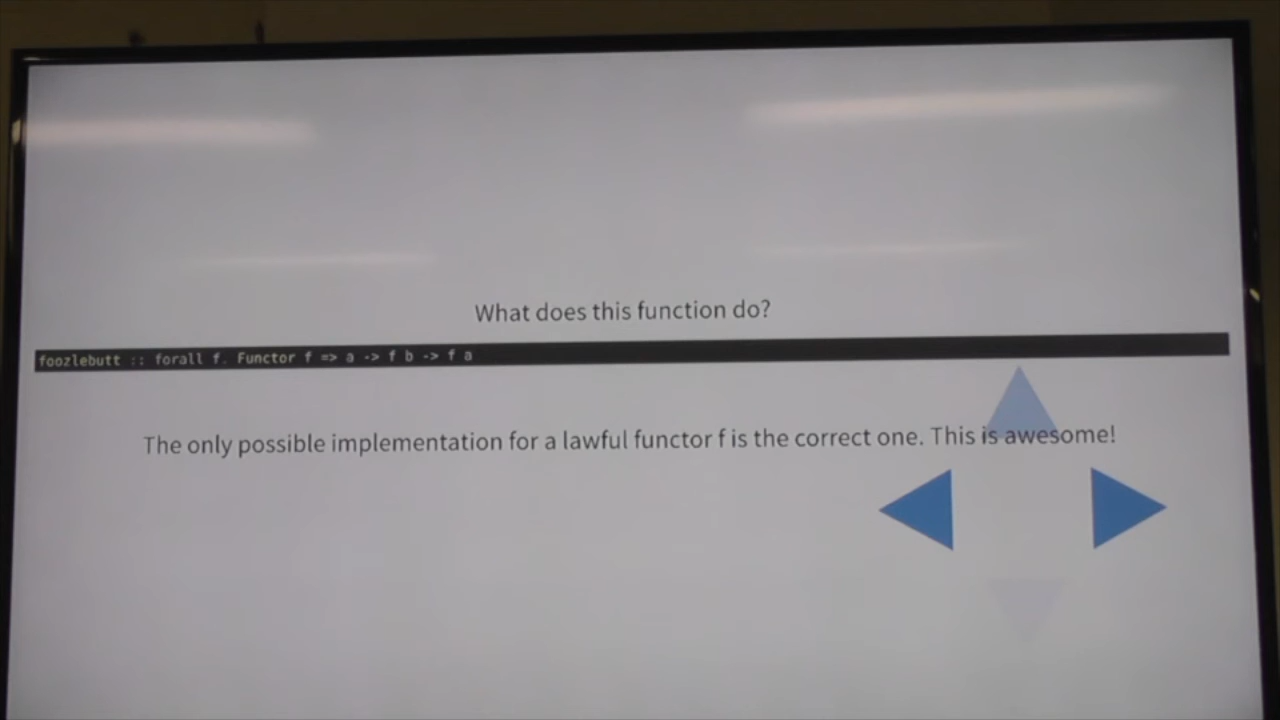 What does this function do?
foozlebutt :: forall f. Functor f => a -> f b -> f a
The only possible implementation for a lawful functor f is the correct one. This is awesome!